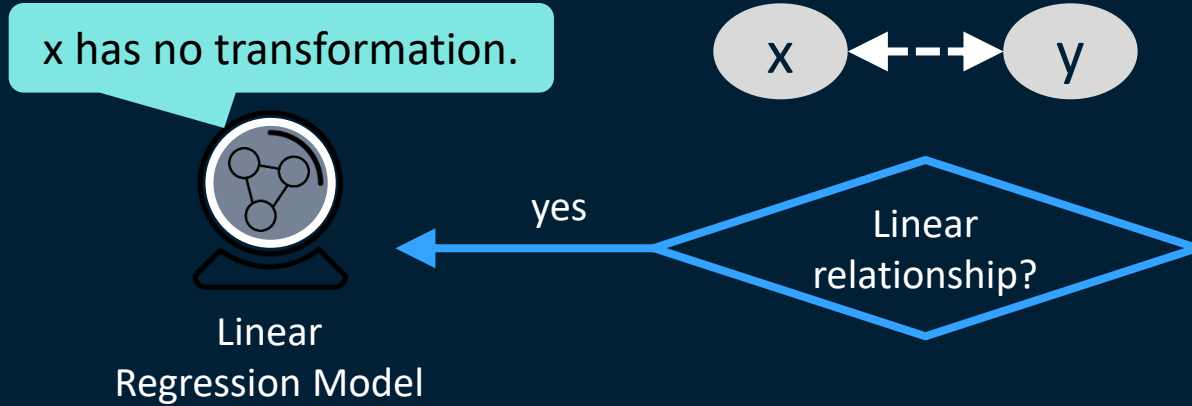 x has no transformation.
x
y
yes
Linear
relationship?
Linear
Regression Model